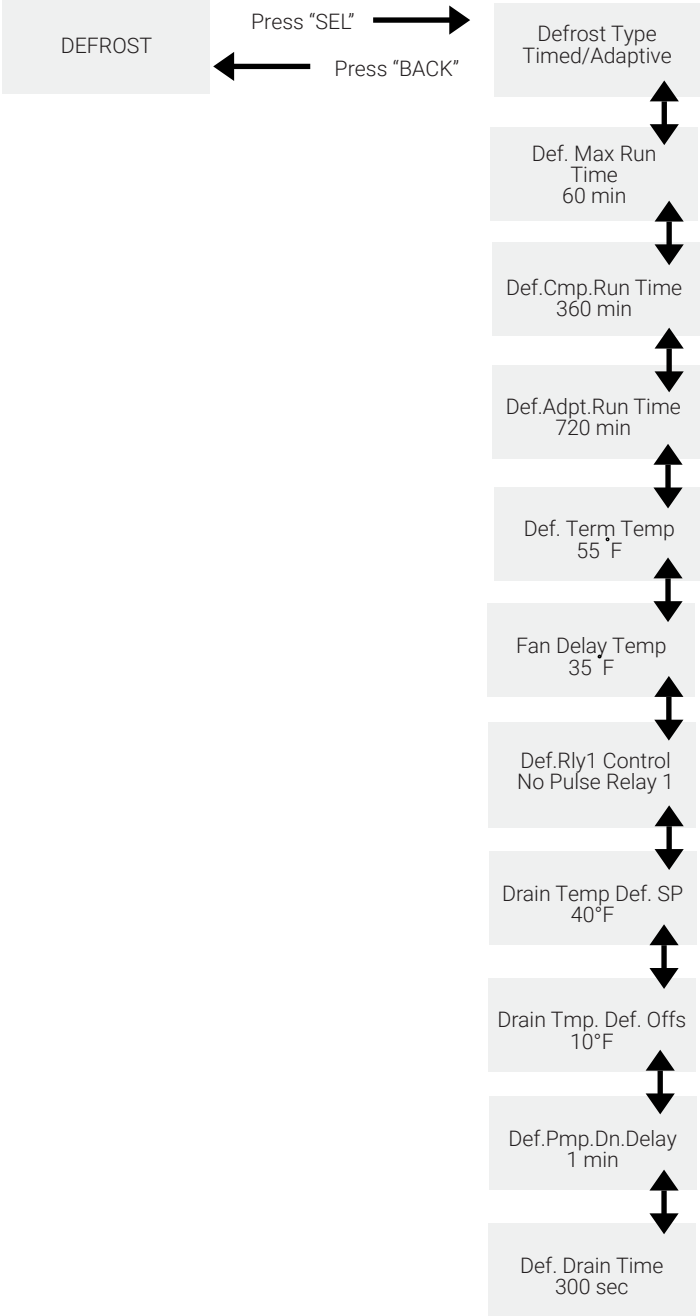 DEFROST
Press “SEL”
Press “BACK”
Defrost Type
Timed/Adaptive
Def. Max Run
Time
60 min
Def.Cmp.Run Time
360 min
Def.Adpt.Run Time
720 min
Def. Term Temp
55 °F
Fan Delay Temp
35 °F
Def.Rly1 Control
No Pulse Relay 1
Drain Temp Def. SP
40°F
Drain Tmp. Def. Offs
10°F
Def.Pmp.Dn.Delay
1 min
Def. Drain Time
300 sec